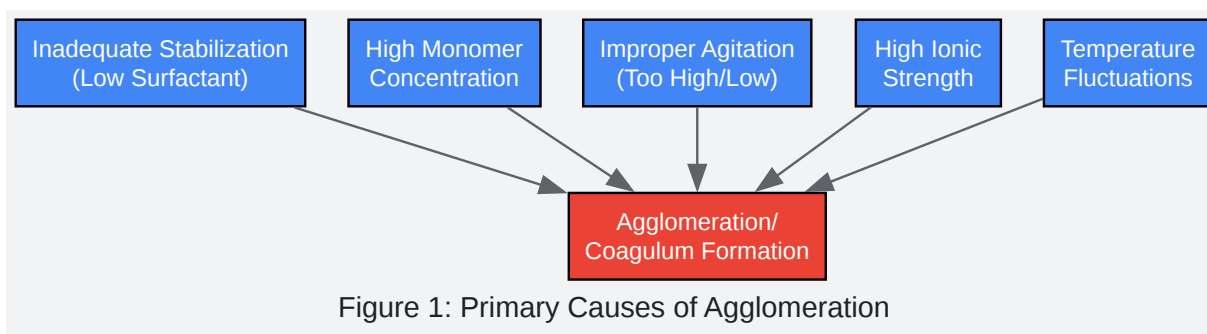 Inadequate Stabilization
(Low Surfactant)
High Monomer
Concentration
Improper Agitation
(Too High/Low)
High Ionic
Strength
Temperature
Fluctuations
Agglomeration/
Coagulum Formation
Figure 1: Primary Causes of Agglomeration